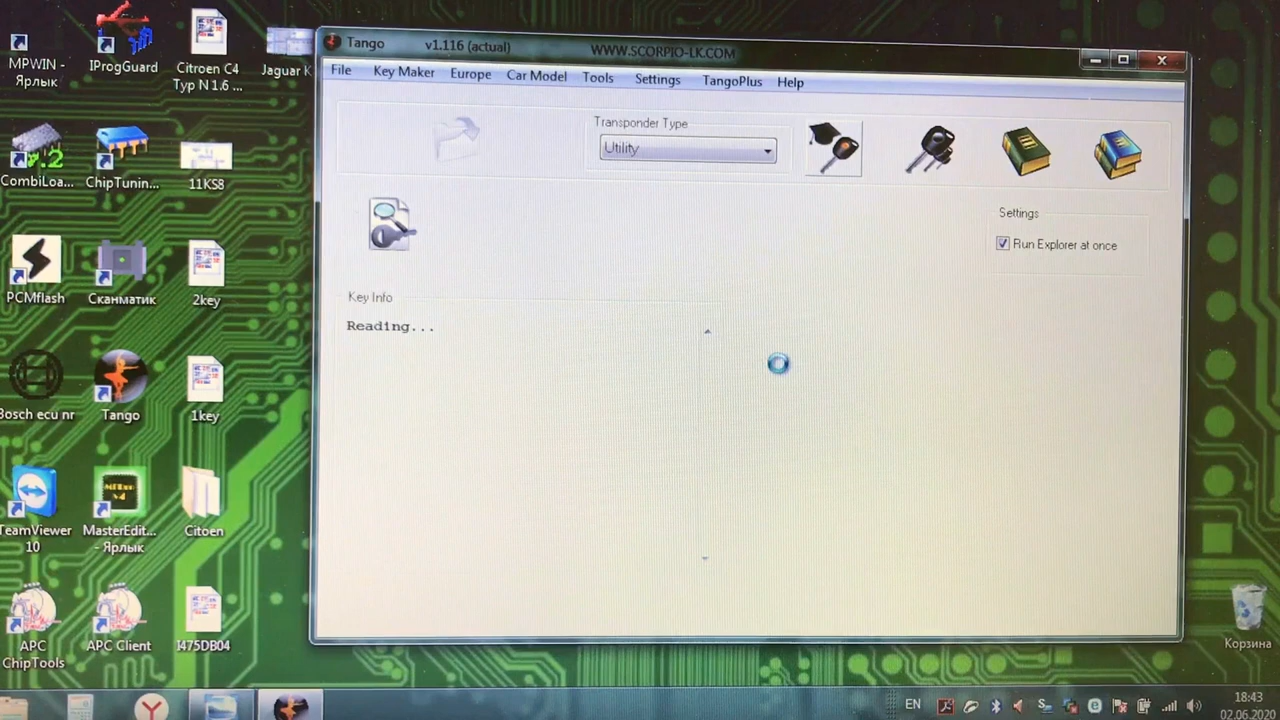 MPWIN -
Ярлык
IProgGuard
Citroen C4
Typ N 1.6 ...
Jaguar K
CombiLoa...
ChipTunin...
11KS8
PCMflash
Сканматик
2key
Bosch ecu nr
Tango
1key
TeamViewer
10
MasterEdit...
- Ярлык
Citoen
APC
ChipTools
APC Client
I475DB04
Tango v1.116 (actual) WWW.SCORPIO-LK.COM
File Key Maker Europe Car Model Tools Settings TangoPlus Help
Transponder Type
Utility
Settings
Run Explorer at once
Key Info
Reading...
Корзина
EN
18:43
02.06.2020